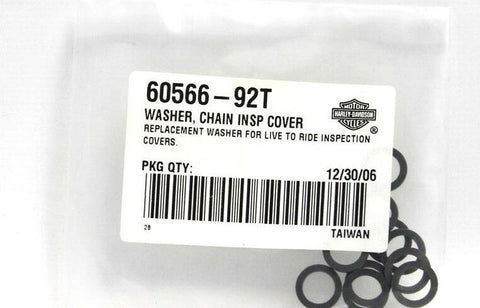 60566-92T
WASHER, CHAIN INSP COVER
REPLACEMENT WASHER FOR LIVE TO RIDE INSPECTION
COVERS.
MOTOR
HARLEY-DAVIDSON
CYCLES
®
PKG QTY: 12/30/06
28 TAIWAN